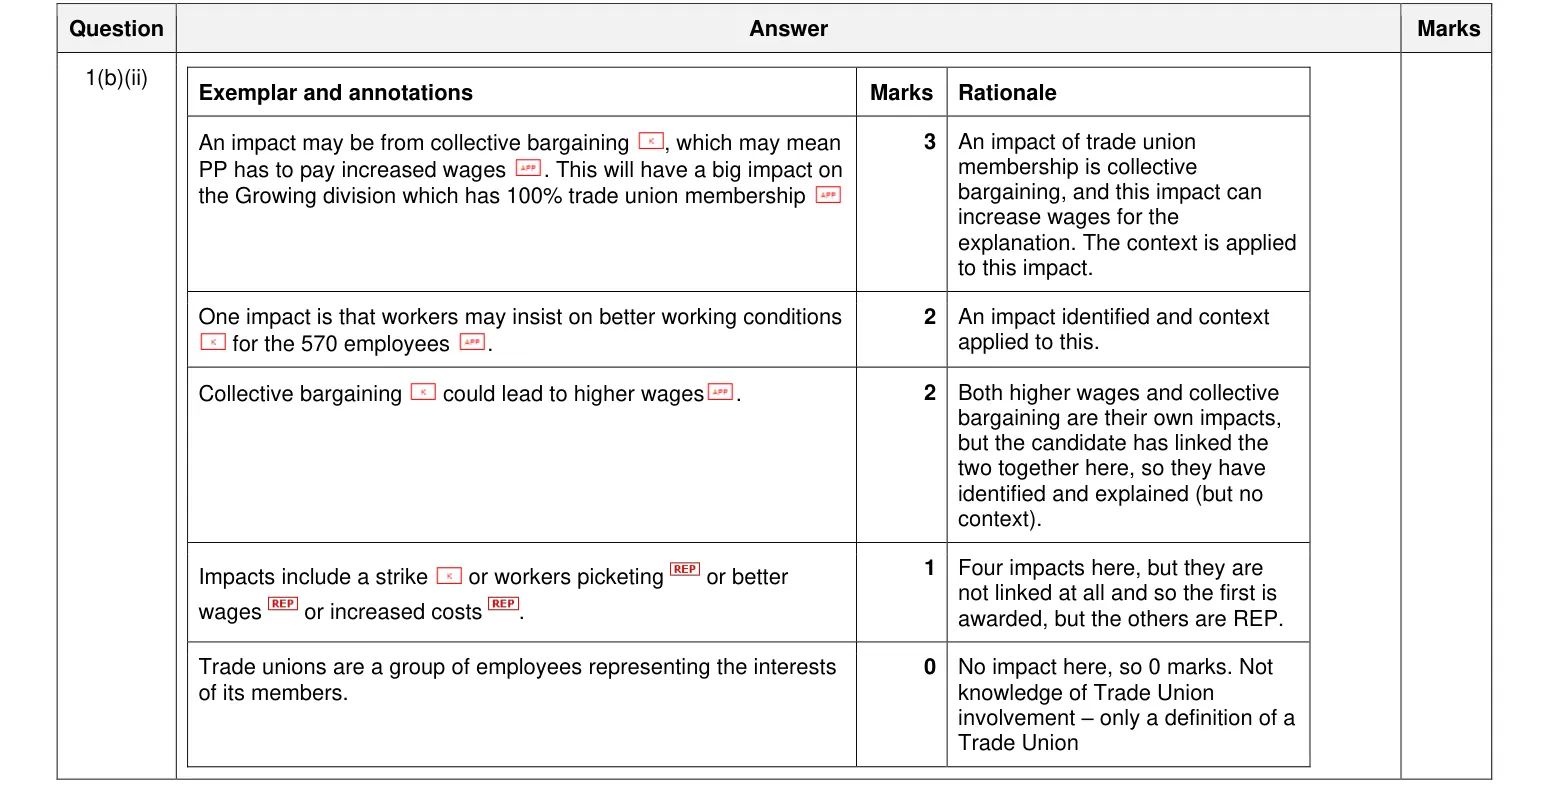 Question Answer Marks
1(b)(ii)
Exemplar and annotations Marks Rationale
An impact may be from collective bargaining K, which may mean
PP has to pay increased wages APP. This will have a big impact on
the Growing division which has 100% trade union membership APP
3
An impact of trade union
membership is collective
bargaining, and this impact can
increase wages for the
explanation. The context is applied
to this impact.
One impact is that workers may insist on better working conditions
K for the 570 employees APP.
2
An impact identified and context
applied to this.
Collective bargaining K could lead to higher wages APP.
2
Both higher wages and collective
bargaining are their own impacts,
but the candidate has linked the
two together here, so they have
identified and explained (but no
context).
Impacts include a strike K or workers picketing REP or better
wages REP or increased costs REP.
1
Four impacts here, but they are
not linked at all and so the first is
awarded, but the others are REP.
Trade unions are a group of employees representing the interests
of its members.
0
No impact here, so 0 marks. Not
knowledge of Trade Union
involvement – only a definition of a
Trade Union